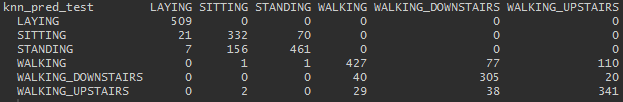 knn_pred_test LAYING SITTING STANDING WALKING WALKING_DOWNSTAIRS WALKING_UPSTAIRS
LAYING 509 0 0 0 0 0
SITTING 21 332 70 0 0 0
STANDING 7 156 461 0 0 0
WALKING 0 1 1 427 77 110
WALKING_DOWNSTAIRS 0 0 0 40 305 20
WALKING_UPSTAIRS 0 2 0 29 38 341